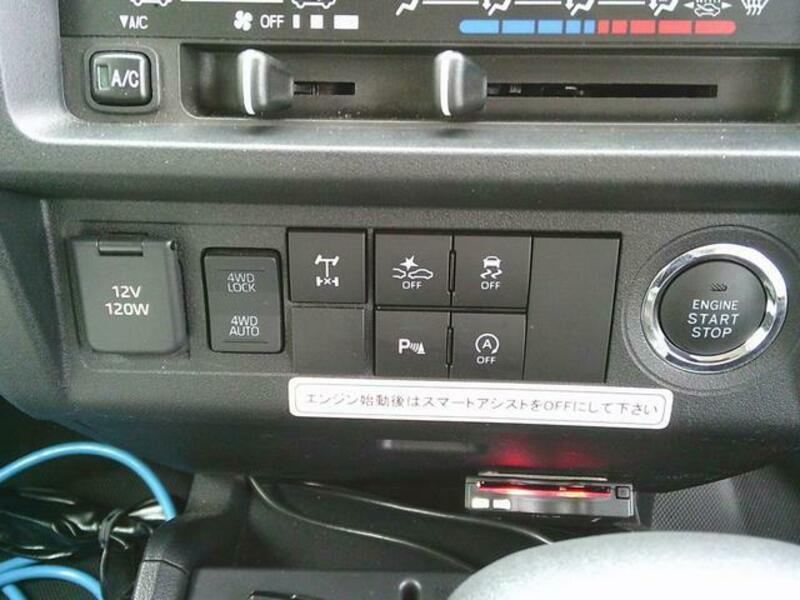 ▼A/C
OFF
A/C
12V
120W
4WD
LOCK
4WD
AUTO
OFF
OFF
P
A
OFF
ENGINE
START
STOP
エンジン始動後はスマートアシストをOFFにして下さい